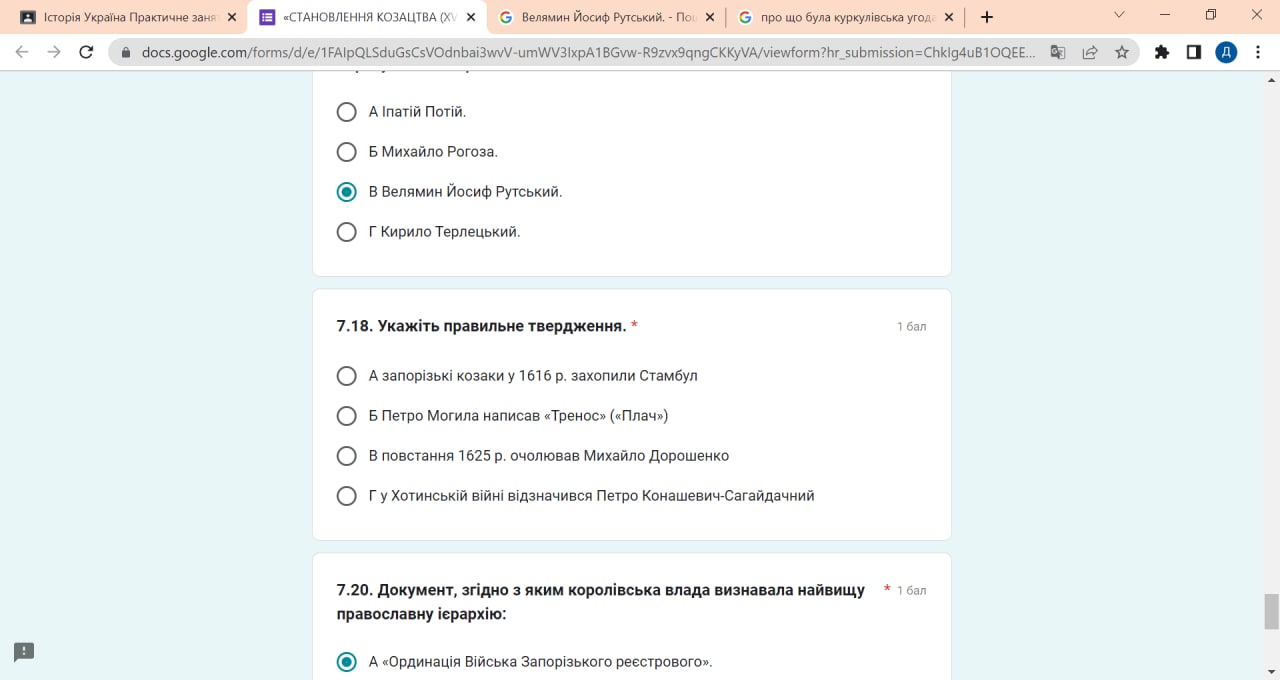 Історія Україна Практичне заня
«СТАНОВЛЕННЯ КОЗАЦТВА (XV
Велямин Йосиф Рутський. - Пош
про що була куркулівська угода
docs.google.com/forms/d/e/1FAIpQLSduGsCsVOdnbai3wvV-umWV3IxpA1BGvw-R9zvx9qngCKKyVA/viewform?hr_submission=ChkIg4uB1OQEE...
Д
А Іпатій Потій.
Б Михайло Рогоза.
В Велямин Йосиф Рутський.
Г Кирило Терлецький.
7.18. Укажіть правильне твердження. *
1 бал
А запорізькі козаки у 1616 р. захопили Стамбул
Б Петро Могила написав «Тренос» («Плач»)
В повстання 1625 р. очолював Михайло Дорошенко
Г у Хотинській війні відзначився Петро Конашевич-Сагайдачний
7.20. Документ, згідно з яким королівська влада визнавала найвищу * 1 бал
православну ієрархію:
А «Ординація Війська Запорізького реєстрового».